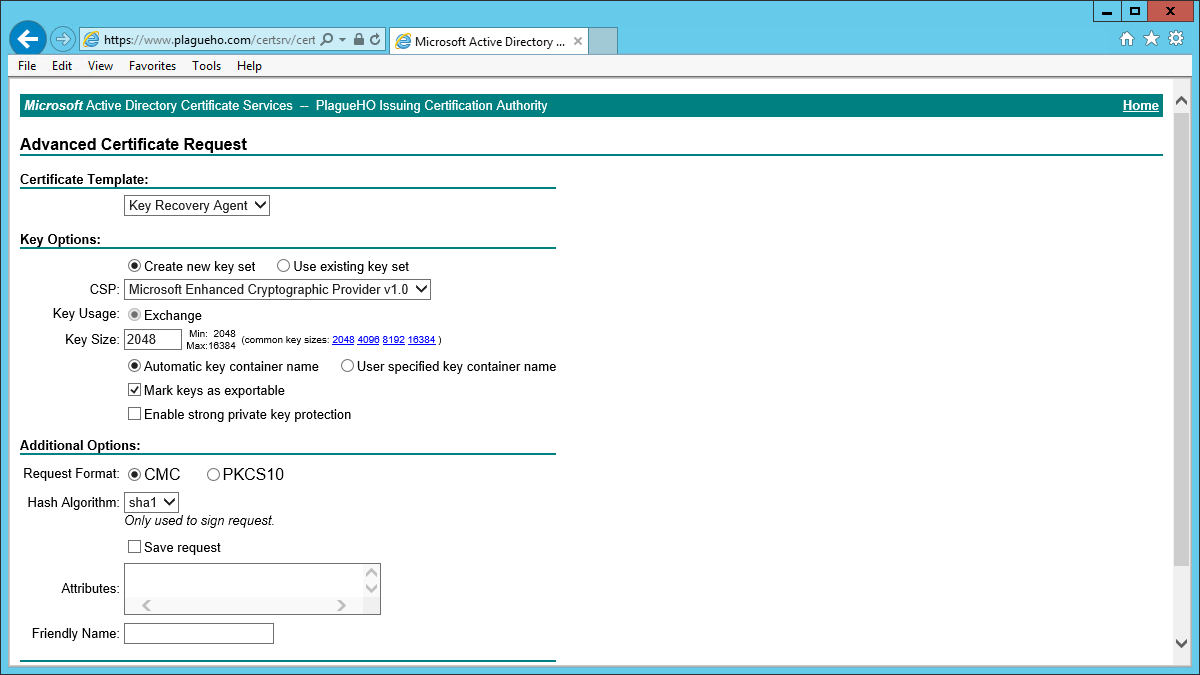 https://www.plagueho.com/certsrv/cert
Microsoft Active Directory ...
File Edit View Favorites Tools Help
Microsoft Active Directory Certificate Services -- PlagueHO Issuing Certification Authority Home
Advanced Certificate Request
Certificate Template:
Key Recovery Agent
Key Options:
Create new key set Use existing key set
CSP: Microsoft Enhanced Cryptographic Provider v1.0
Key Usage: Exchange
Key Size: 2048 Min: 2048 Max:16384 (common key sizes: 2048 4096 8192 16384 )
Automatic key container name User specified key container name
Mark keys as exportable
Enable strong private key protection
Additional Options:
Request Format: CMC PKCS10
Hash Algorithm: sha1
Only used to sign request.
Save request
Attributes:
Friendly Name: